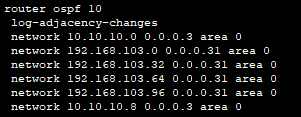 router ospf 10
log-adjacency-changes
network 10.10.10.0 0.0.0.3 area 0
network 192.168.103.0 0.0.0.31 area 0
network 192.168.103.32 0.0.0.31 area 0
network 192.168.103.64 0.0.0.31 area 0
network 192.168.103.96 0.0.0.31 area 0
network 10.10.10.8 0.0.0.3 area 0